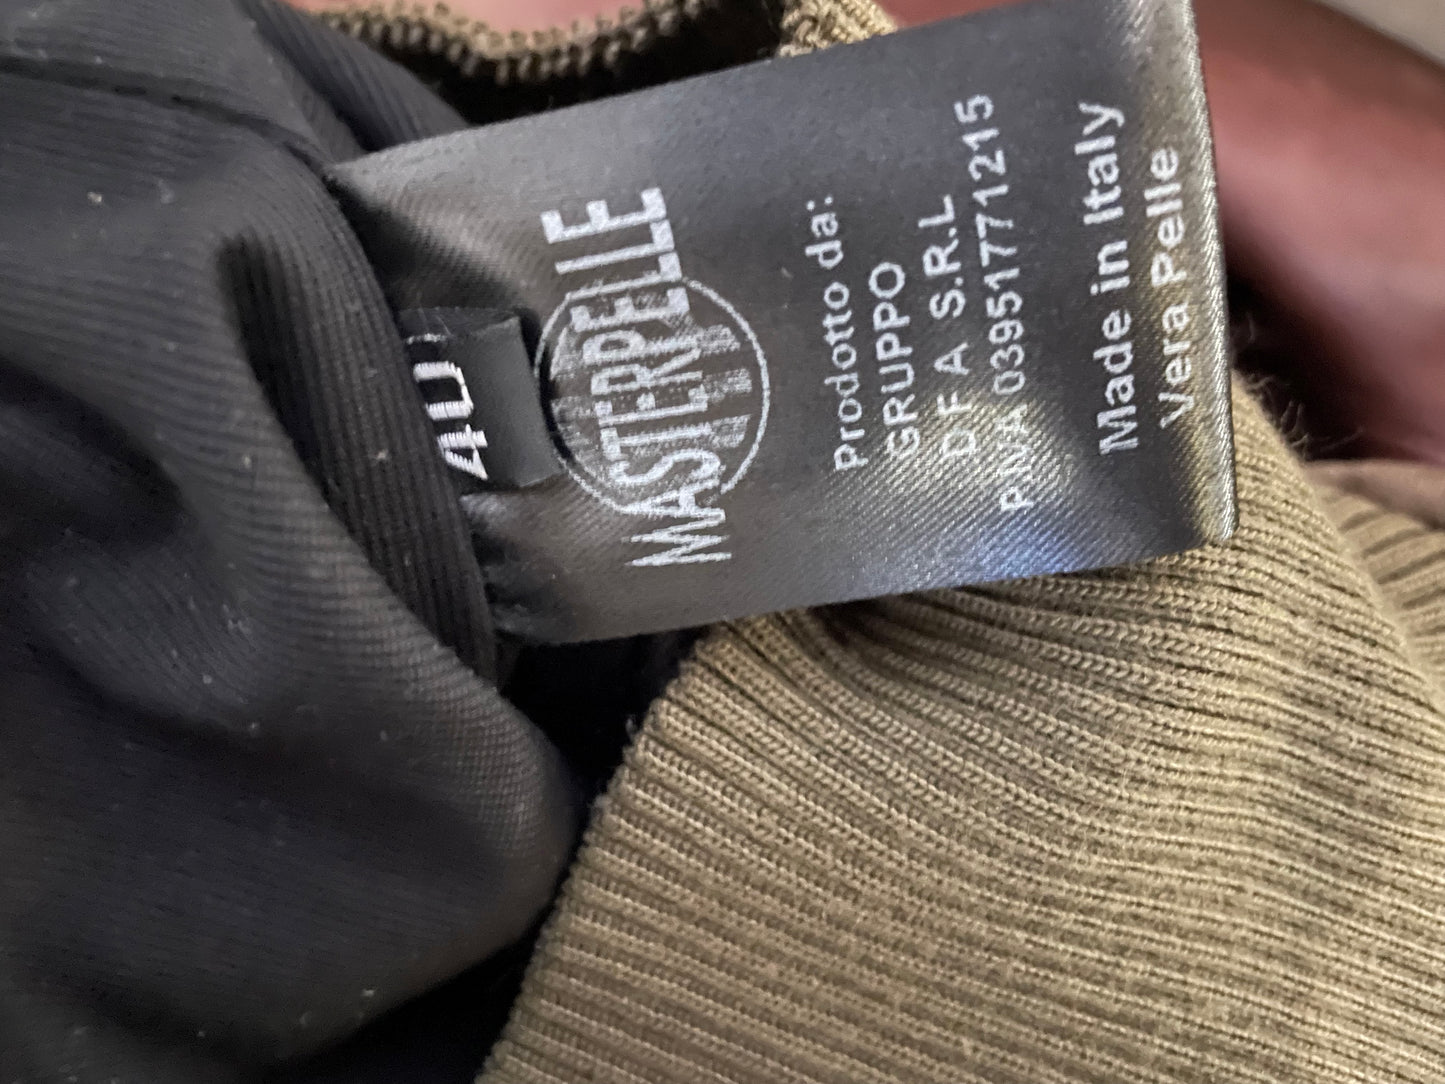 MASTERPELLE
40
Prodotto da:
GRUPPO
D F A S.R.L
P.IVA 03951771215
Made in Italy
Vera Pelle